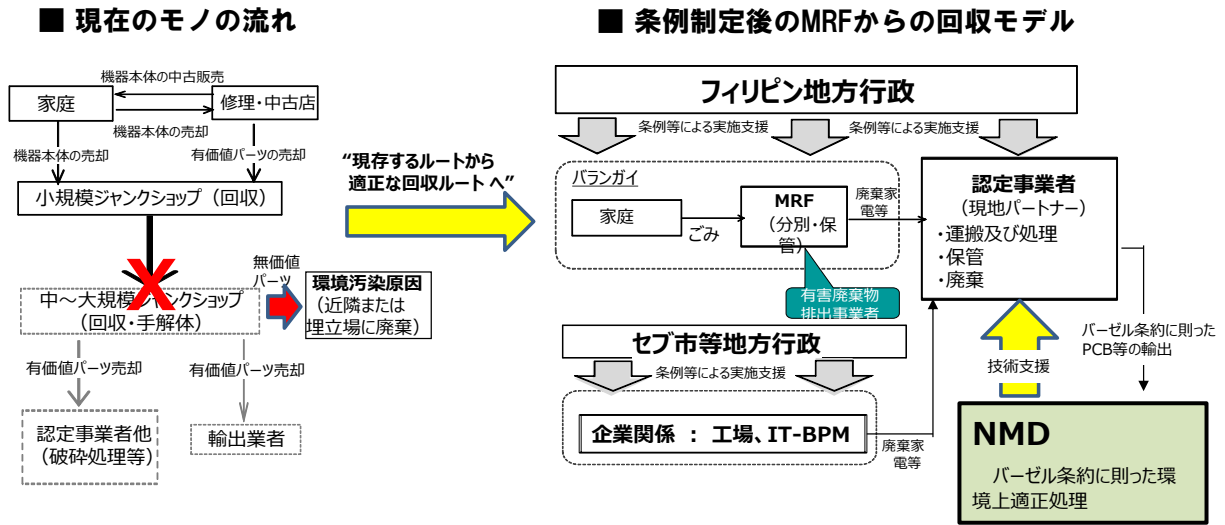 ■ 現在のモノの流れ
機器本体の中古販売
家庭
修理・中古店
機器本体の売却
機器本体の売却
有価値パーツの売却
小規模ジャンクショップ（回収）
X
無価値
パーツ
中～大規模ジャンクショップ
（回収・手解体）
環境汚染原因
（近隣または
埋立場に廃棄）
有価値パーツ売却
有価値パーツ売却
認定事業者他
（破砕処理等）
輸出業者
“現存するルートから
適正な回収ルート へ”
■ 条例制定後のMRFからの回収モデル
フィリピン地方行政
条例等による実施支援
条例等による実施支援
バランガイ
家庭
ごみ
MRF
（分別・保
管）
廃棄家
電等
有害廃棄物
排出事業者
認定事業者
（現地パートナー）
・運搬及び処理
・保管
・廃棄
セブ市等地方行政
条例等による実施支援
企業関係 ： 工場、IT-BPM
廃棄家
電等
技術支援
バーゼル条約に則った
PCB等の輸出
NMD
バーゼル条約に則った環
境上適正処理